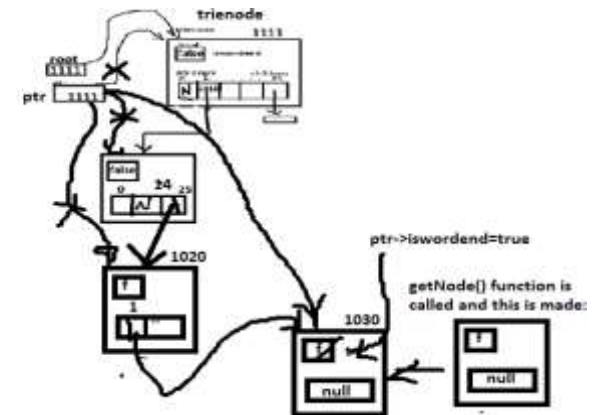 trienode
1111
root
1111
false
ptr
1111
false
0
24
25
1020
f
1
ptr->iswordend=true
getNode() function is
called and this is made:
1030
f
null
f
null